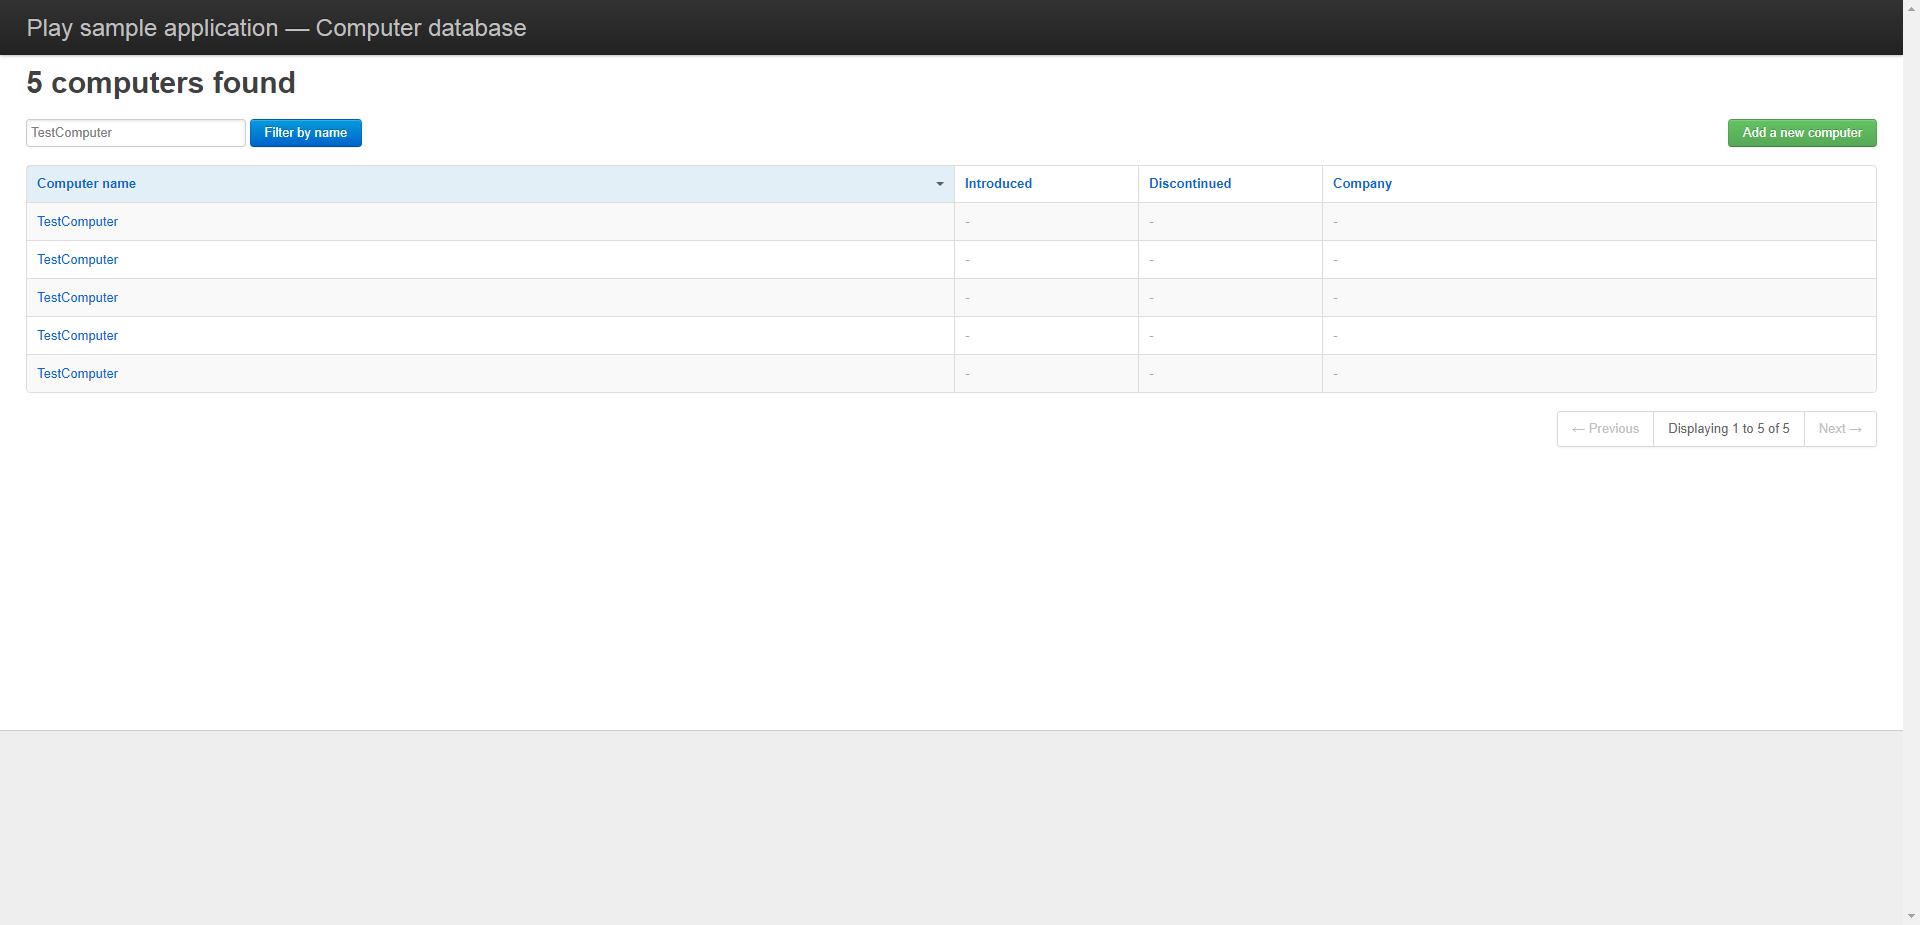 Play sample application — Computer database
5 computers found
TestComputer Filter by name Add a new computer
Computer name Introduced Discontinued Company
TestComputer - - -
TestComputer - - -
TestComputer - - -
TestComputer - - -
TestComputer - - -
← Previous Displaying 1 to 5 of 5 Next →